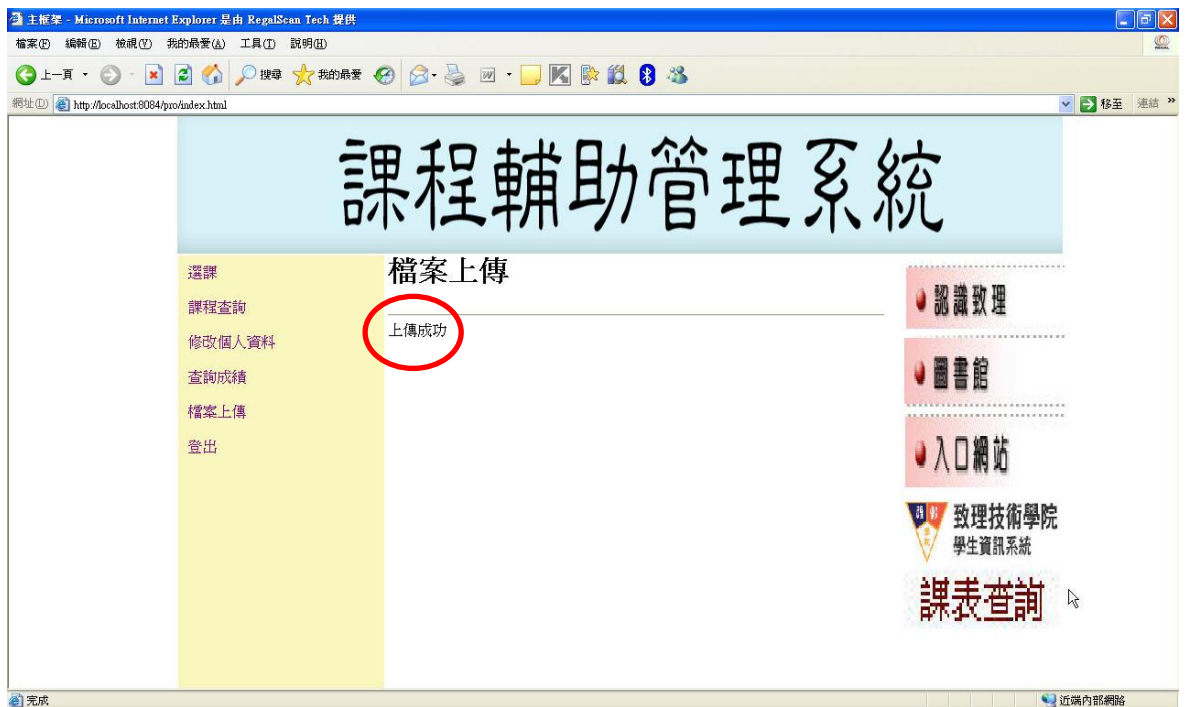 主框架 - Microsoft Internet Explorer 是由 RegalScan Tech 提供
檔案(F) 編輯(E) 檢視(V) 我的最愛(A) 工具(T) 說明(H)
上一頁 搜尋 我的最愛
網址(D) http://localhost:8084/pro/index.html 移至 連結 »
課程輔助管理系統
選課
課程查詢
修改個人資料
查詢成績
檔案上傳
登出
檔案上傳
上傳成功
認識致理
圖書館
入口網站
致理技術學院
學生資訊系統
課表查詢
完成 近端內部網路